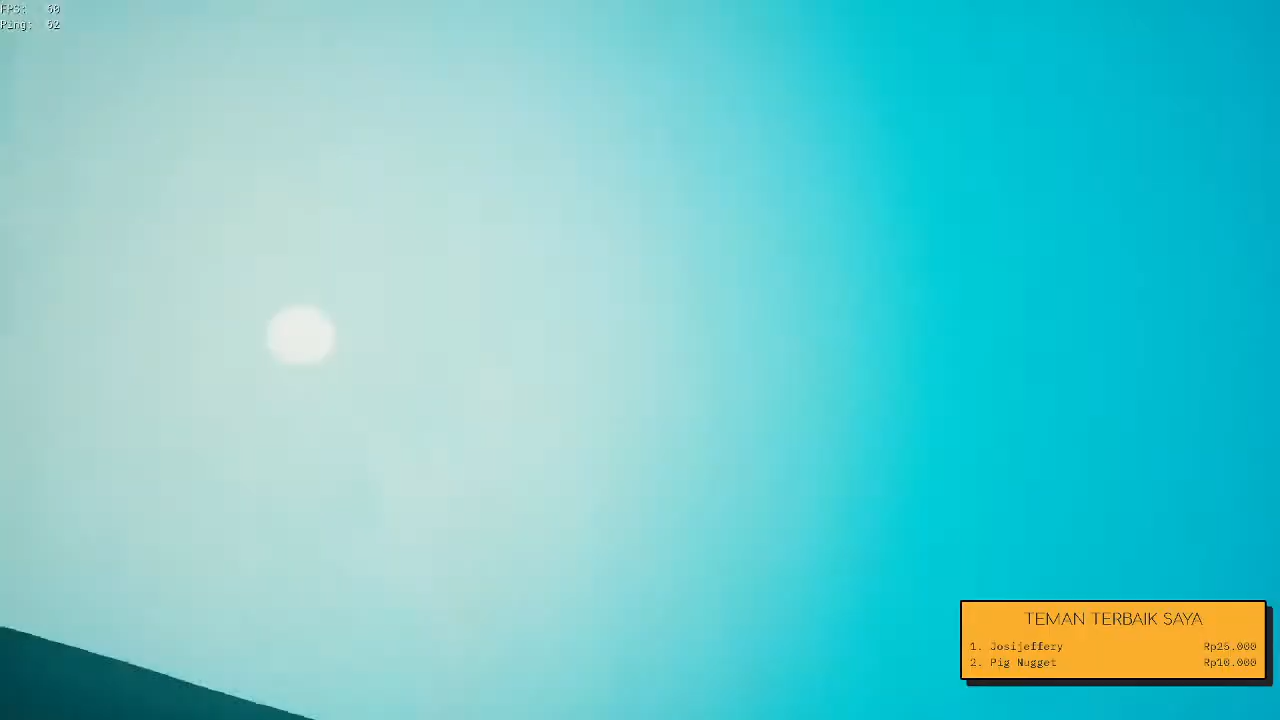 FPS: 60
Ping: 62
TEMAN TERBAIK SAYA
1. Josijeffery Rp25.000
2. Pig Nugget Rp10.000